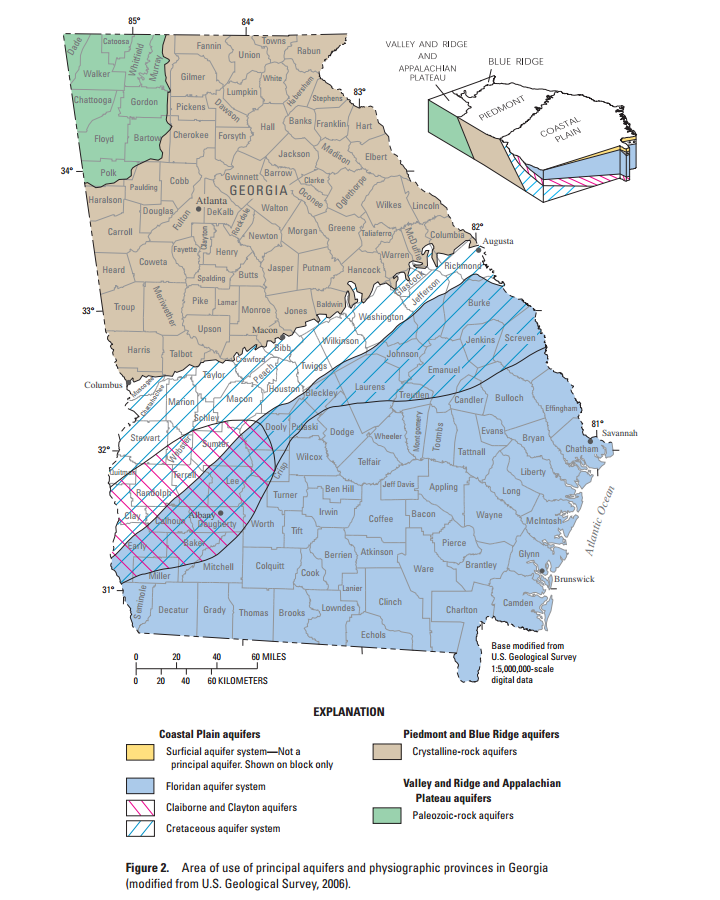 85°
84°
VALLEY AND RIDGE
AND
APPALACHIAN
PLATEAU
BLUE RIDGE
PIEDMONT
COASTAL
PLAIN
Dade
Catoosa
Whitfield
Murray
Fannin
Towns
Union
Rabun
Walker
Gilmer
White
Habersham
Lumpkin
Stephens
83°
Chattooga
Gordon
Pickens
Dawson
Banks
Franklin
Hart
Hall
Floyd
Bartow
Cherokee
Forsyth
Jackson
Madison
Elbert
34°
Polk
Paulding
Cobb
Gwinnett
Barrow
Clarke
Oconee
Oglethorpe
GEORGIA
Haralson
Atlanta
Douglas
Fulton
DeKalb
Rockdale
Walton
Wilkes
Lincoln
Carroll
Clayton
Newton
Morgan
Greene
Taliaferro
McDuffie
Columbia
82°
Augusta
Fayette
Henry
Warren
Richmond
Heard
Coweta
Spalding
Butts
Jasper
Putnam
Hancock
Glascock
Jefferson
Burke
33°
Troup
Meriwether
Pike
Lamar
Monroe
Jones
Baldwin
Washington
Upson
Macon
Bibb
Wilkinson
Jenkins
Screven
Harris
Talbot
Crawford
Peach
Twiggs
Johnson
Emanuel
Columbus
Muscogee
Chattahoochee
Taylor
Houston
Bleckley
Laurens
Treutlen
Candler
Bulloch
Effingham
Marion
Macon
Schley
Dooly
Pulaski
Dodge
Wheeler
Montgomery
Toombs
Evans
Bryan
81°
Savannah
Chatham
Stewart
Webster
Sumter
32°
Wilcox
Telfair
Tattnall
Liberty
Quitman
Terrell
Lee
Crisp
Randolph
Turner
Ben Hill
Jeff Davis
Appling
Long
Clay
Calhoun
Albany
Dougherty
Worth
Irwin
Coffee
Bacon
Wayne
McIntosh
Atlantic Ocean
Tift
Early
Baker
Mitchell
Colquitt
Berrien
Atkinson
Pierce
Glynn
Miller
Cook
Ware
Brantley
Brunswick
31°
Seminole
Decatur
Grady
Thomas
Brooks
Lanier
Lowndes
Clinch
Charlton
Camden
Echols
0 20 40 60 MILES
0 20 40 60 KILOMETERS
Base modified from
U.S. Geological Survey
1:5,000,000-scale
digital data
EXPLANATION
Coastal Plain aquifers
Surficial aquifer system—Not a
principal aquifer. Shown on block only
Floridan aquifer system
Claiborne and Clayton aquifers
Cretaceous aquifer system
Piedmont and Blue Ridge aquifers
Crystalline-rock aquifers
Valley and Ridge and Appalachian
Plateau aquifers
Paleozoic-rock aquifers
Figure 2. Area of use of principal aquifers and physiographic provinces in Georgia
(modified from U.S. Geological Survey, 2006).